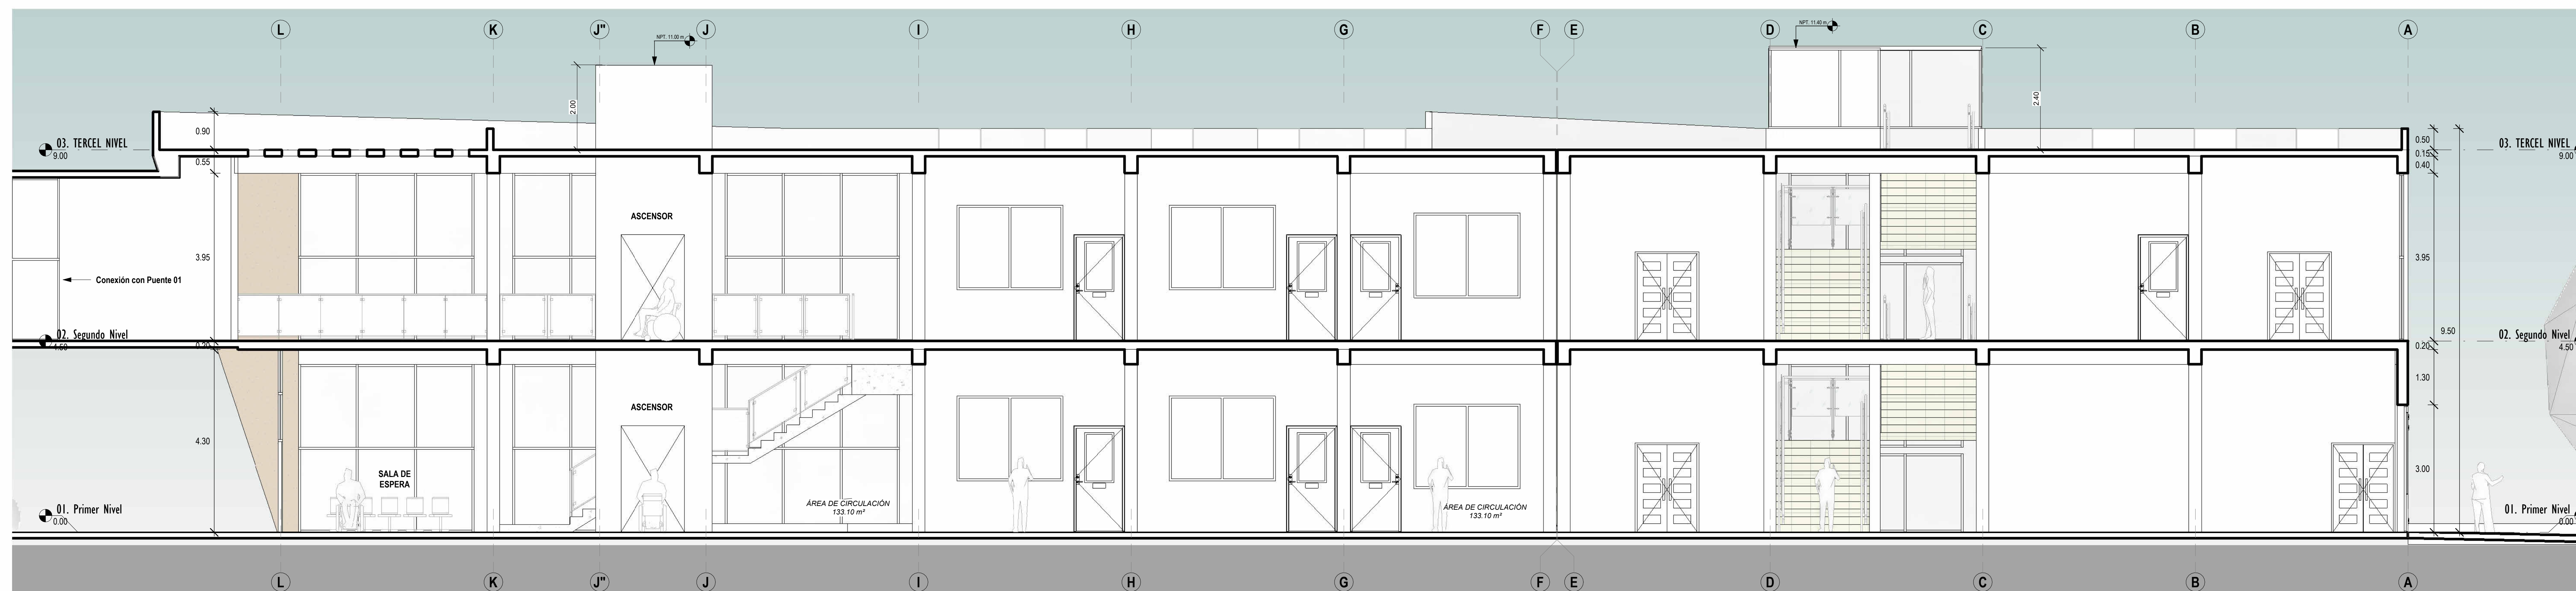 L K J" J I H G F E D C B A
NPT. 11.00 m.
NPT. 11.40 m.
2.00
2.40
0.90
03. TERCEL NIVEL
9.00
0.55
0.50
0.15
0.40
03. TERCEL NIVEL
9.00
ASCENSOR
3.95
Conexión con Puente 01
3.95
02. Segundo Nivel
4.50
0.20
9.50
0.20
02. Segundo Nivel
4.50
1.30
ASCENSOR
4.30
SALA DE
ESPERA
3.00
ÁREA DE CIRCULACIÓN
133.10 m²
ÁREA DE CIRCULACIÓN
133.10 m²
01. Primer Nivel
0.00
01. Primer Nivel
0.00
L K J" J I H G F E D C B A